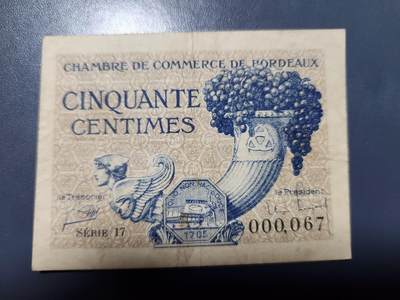 CHAMBRE DE COMMERCE DE BORDEAUX
CINQUANTE
CENTIMES
le Trésorier
le Président
SÉRIE 17
1705
000,067